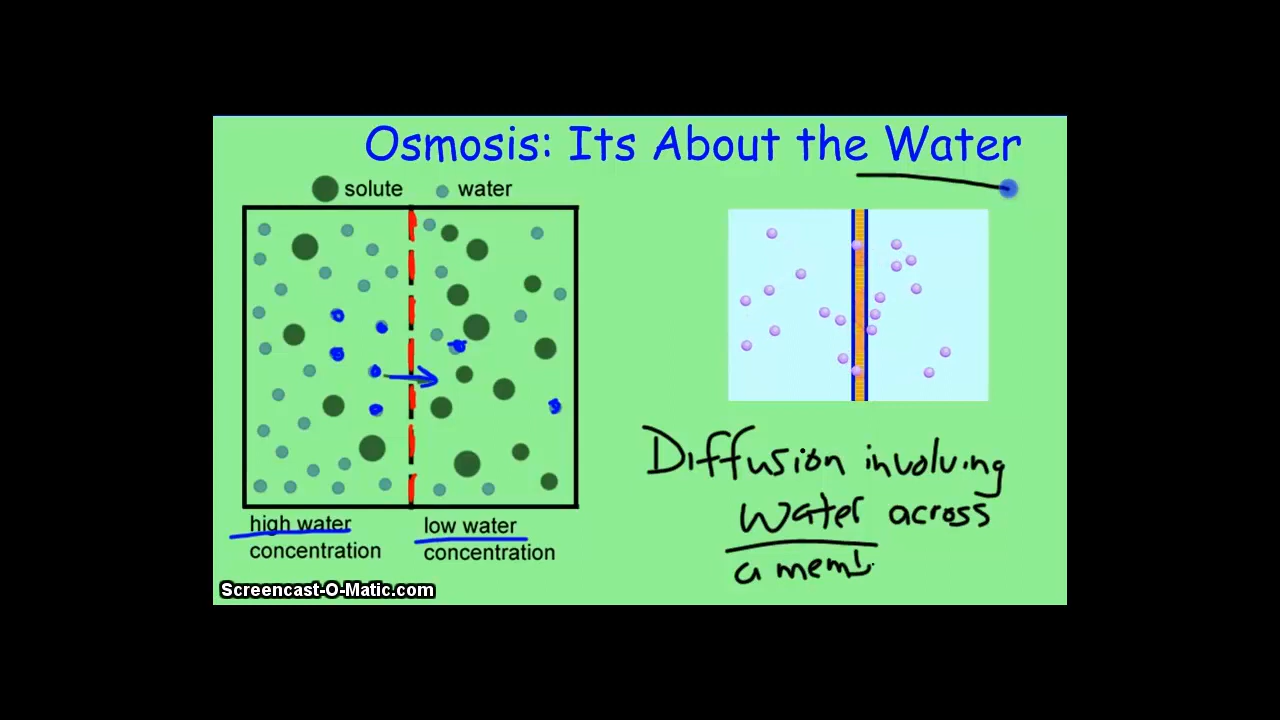 Osmosis: Its About the Water
solute water
high water
concentration
low water
concentration
Diffusion involving
water across
a memb
Screencast-O-Matic.com